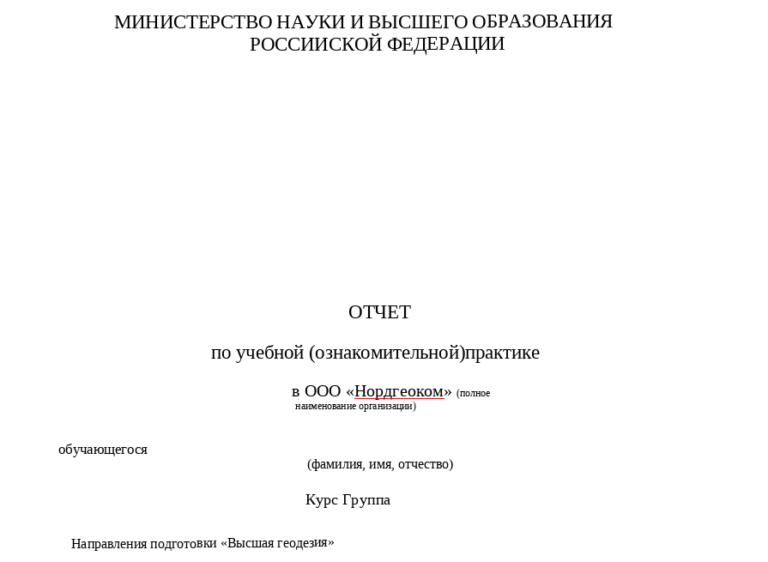 МИНИСТЕРСТВО НАУКИ И ВЫСШЕГО ОБРАЗОВАНИЯ
РОССИИСКОЙ ФЕДЕРАЦИИ
ОТЧЕТ
по учебной (ознакомительной)практике
в ООО «Нордгеоком» (полное
наименование организации)
обучающегося
(фамилия, имя, отчество)
Курс Группа
Направления подготовки «Высшая геодезия»